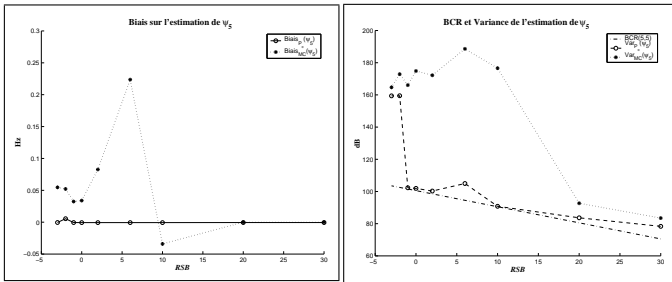 Biais sur l'estimation de ψ5
Biais_P(ψ5)
Biais_MC(ψ5)
0.3
0.25
0.2
0.15
0.1
0.05
0
-0.05
Hz
-5 0 5 10 15 20 25 30
RSB
BCR et Variance de l'estimation de ψ5
BCR(5,5)
Var_P(ψ5)
Var_MC(ψ5)
200
180
160
140
120
100
80
60
dB
-5 0 5 10 15 20 25 30
RSB